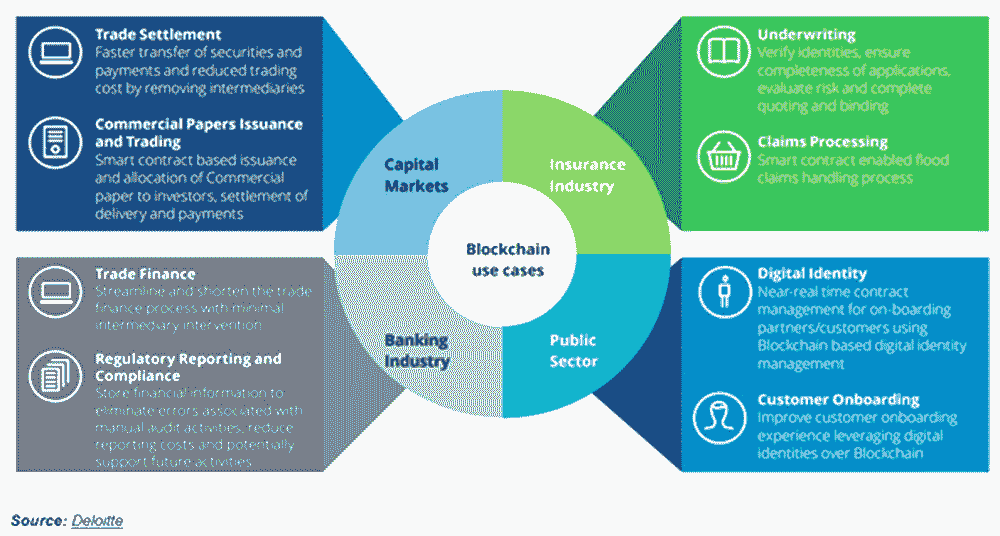 Trade Settlement
Faster transfer of securities and
payments and reduced trading
cost by removing intermediaries
Commercial Papers Issuance
and Trading
Smart contract based issuance
and allocation of Commercial
paper to investors, settlement of
delivery and payments
Underwriting
Verify identities, ensure
completeness of applications,
evaluate risk and complete
quoting and binding
Claims Processing
Smart contract enabled flood
claims handling process
Capital
Markets
Insurance
Industry
Blockchain
use cases
Banking
Industry
Public
Sector
Trade Finance
Streamline and shorten the trade
finance process with minimal
intermediary intervention
Regulatory Reporting and
Compliance
Store financial information to
eliminate errors associated with
manual audit activities, reduce
reporting costs and potentially
support future activities
Digital Identity
Near-real time contract
management for on-boarding
partners/customers using
Blockchain based digital identity
management
Customer Onboarding
Improve customer onboarding
experience leveraging digital
identities over Blockchain
Source: Deloitte